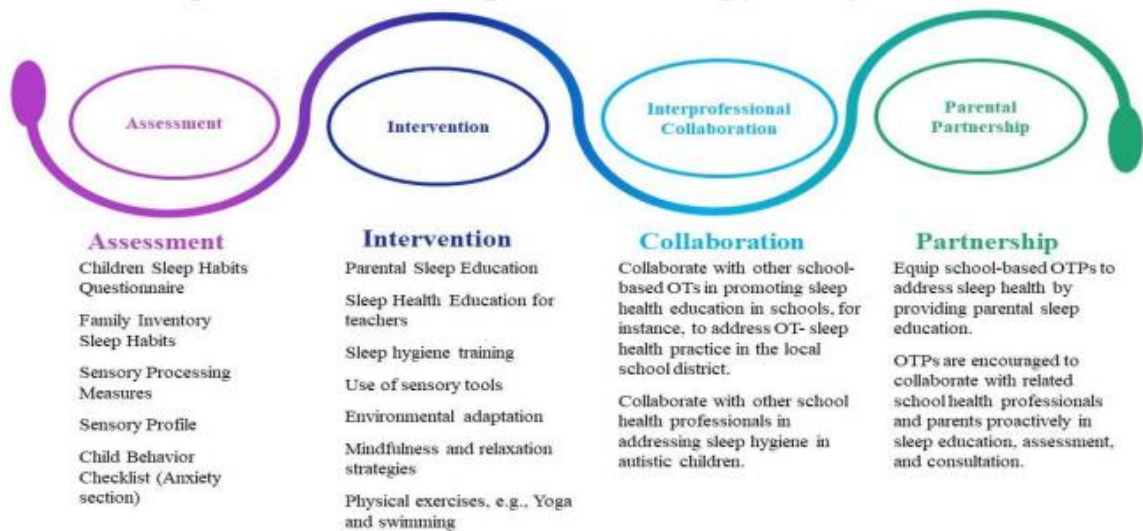 Assessment
Intervention
Interprofessional
Collaboration
Parental
Partnership
Assessment
Children Sleep Habits
Questionnaire
Family Inventory
Sleep Habits
Sensory Processing
Measures
Sensory Profile
Child Behavior
Checklist (Anxiety
section)
Intervention
Parental Sleep Education
Sleep Health Education for
teachers
Sleep hygiene training
Use of sensory tools
Environmental adaptation
Mindfulness and relaxation
strategies
Physical exercises, e.g., Yoga
and swimming
Collaboration
Collaborate with other school-
based OTs in promoting sleep
health education in schools, for
instance, to address OT- sleep
health practice in the local
school district.
Collaborate with other school
health professionals in
addressing sleep hygiene in
autistic children.
Partnership
Equip school-based OTPs to
address sleep health by
providing parental sleep
education.
OTPs are encouraged to
collaborate with related
school health professionals
and parents proactively in
sleep education, assessment,
and consultation.